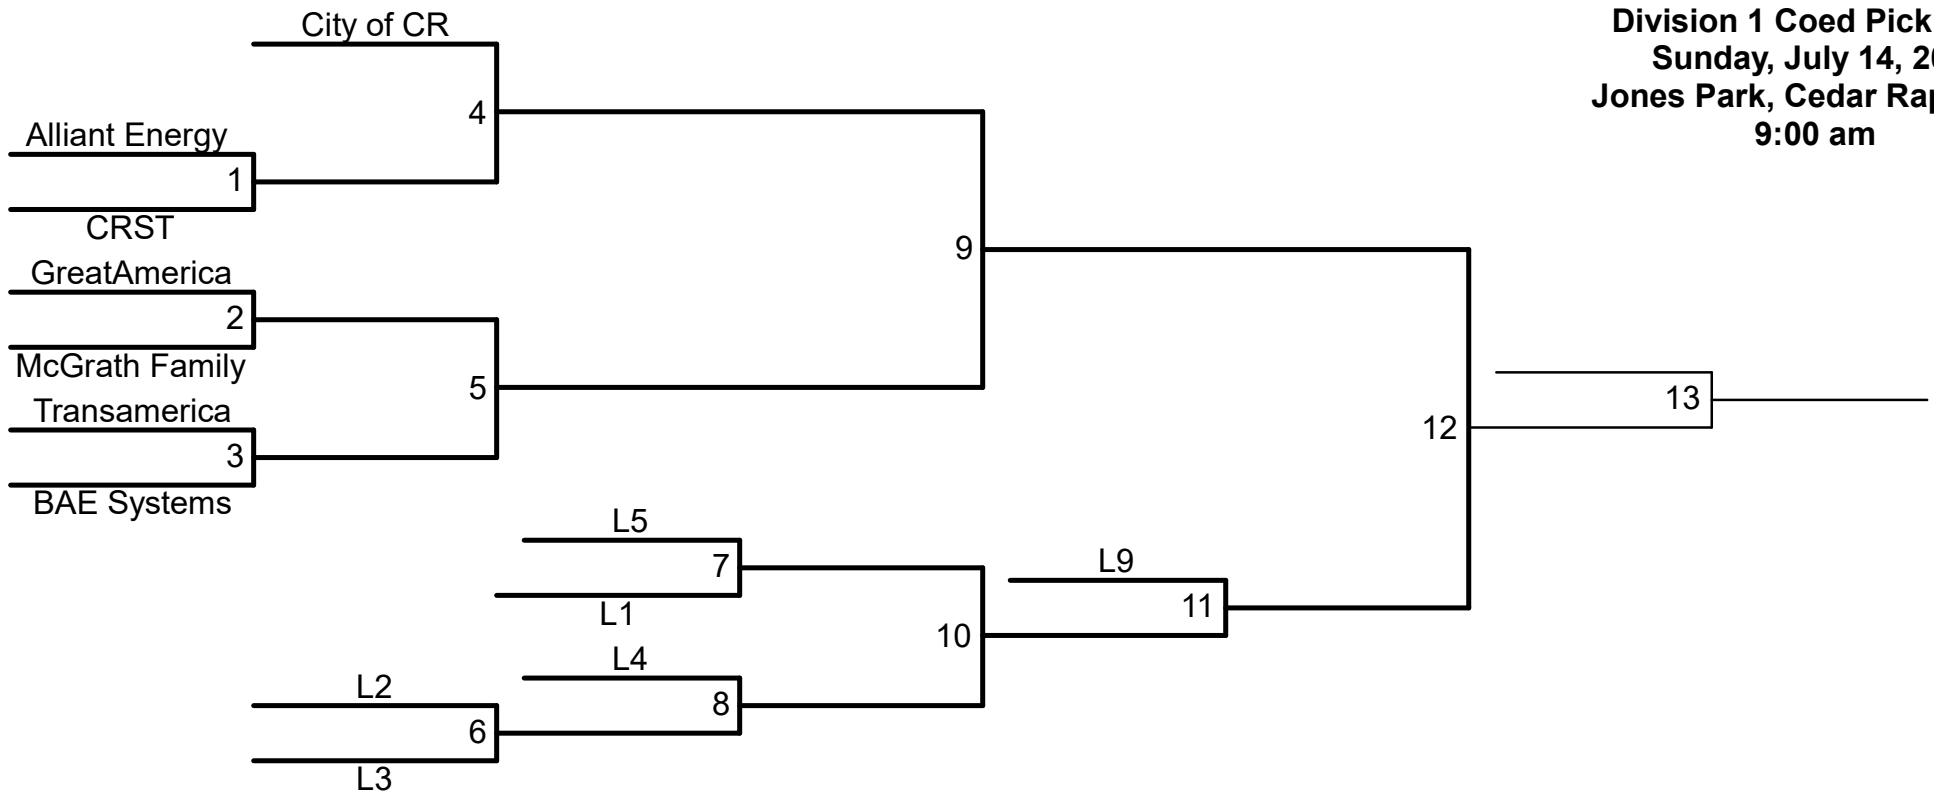 City of CR
Division 1 Coed Pick
Sunday, July 14,
Jones Park, Cedar
9:00 am
4
Alliant Energy
1
CRST
GreatAmerica
9
2
McGrath Family
5
13
Transamerica
12
3
BAE Systems
L5
7
L9
L1
11
10
L4
L2
8
6
L3